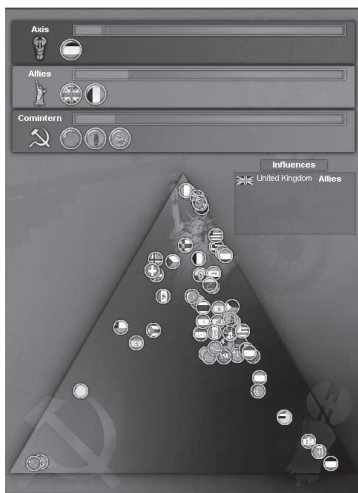 Axis
Allies
Comintern
Influences
United Kingdom Allies